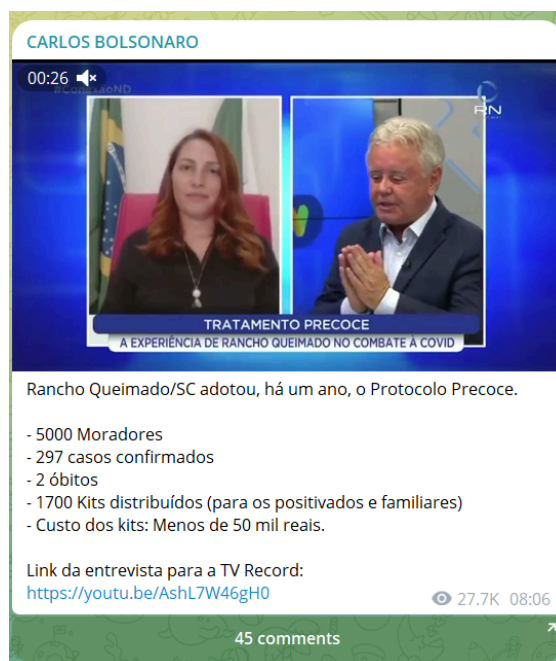 CARLOS BOLSONARO
00:26
#ConexãoND
RN
TRATAMENTO PRECOCE
A EXPERIÊNCIA DE RANCHO QUEIMADO NO COMBATE À COVID
Rancho Queimado/SC adotou, há um ano, o Protocolo Precoce.
- 5000 Moradores
- 297 casos confirmados
- 2 óbitos
- 1700 Kits distribuídos (para os positivados e familiares)
- Custo dos kits: Menos de 50 mil reais.
Link da entrevista para a TV Record:
https://youtu.be/AshL7W46gH0
27.7K 08:06
45 comments